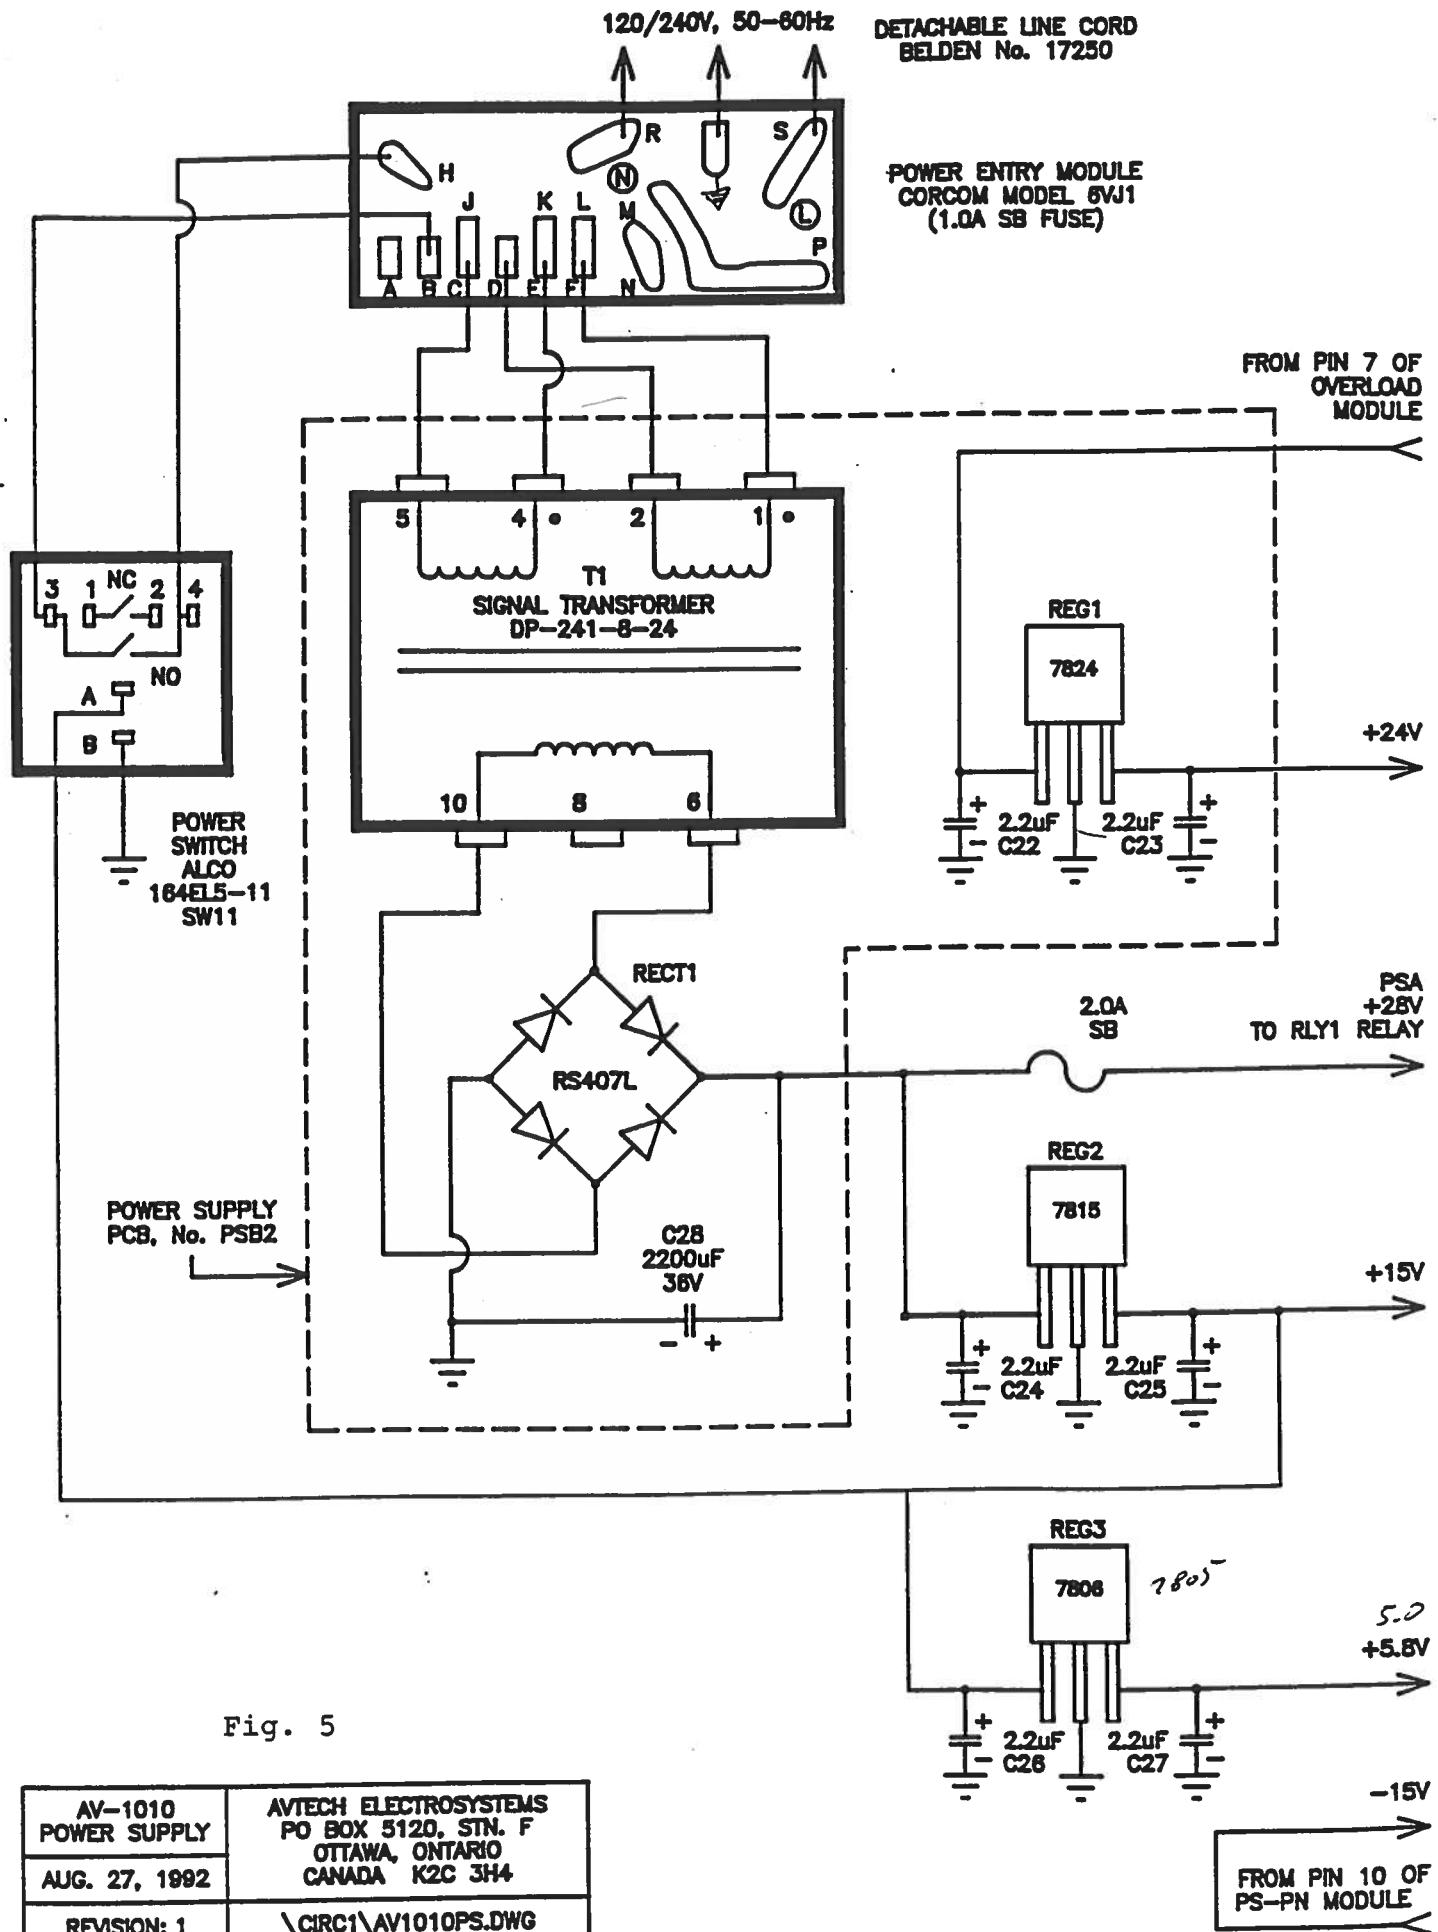 120/240V, 50-60Hz
DETACHABLE LINE CORD
BELDEN No. 17250
R
S
H
N
L
J
K
L
M
P
A
B
C
D
E
F
N
POWER ENTRY MODULE
CORCOM MODEL 6VJ1
(1.0A SB FUSE)
FROM PIN 7 OF
OVERLOAD
MODULE
5
4
2
1
T1
SIGNAL TRANSFORMER
DP-241-8-24
3
1
NC
2
4
NO
A
B
10
8
6
POWER
SWITCH
ALCO
164EL5-11
SW11
REG1
7824
+24V
+
-
2.2uF
C22
2.2uF
C23
+
-
RECT1
RS407L
2.0A
SB
PSA
+28V
TO RLY1 RELAY
POWER SUPPLY
PCB, No. PSB2
C28
2200uF
36V
-
+
REG2
7815
+15V
+
-
2.2uF
C24
2.2uF
C25
+
-
REG3
7806
7805
5.0
+5.8V
+
-
2.2uF
C26
2.2uF
C27
+
-
-15V
FROM PIN 10 OF
PS-PN MODULE
Fig. 5
AV-1010
POWER SUPPLY
AVTECH ELECTROSYSTEMS
PO BOX 5120, STN. F
OTTAWA, ONTARIO
CANADA K2C 3H4
AUG. 27, 1992
REVISION: 1
\CIRC1\AV1010PS.DWG